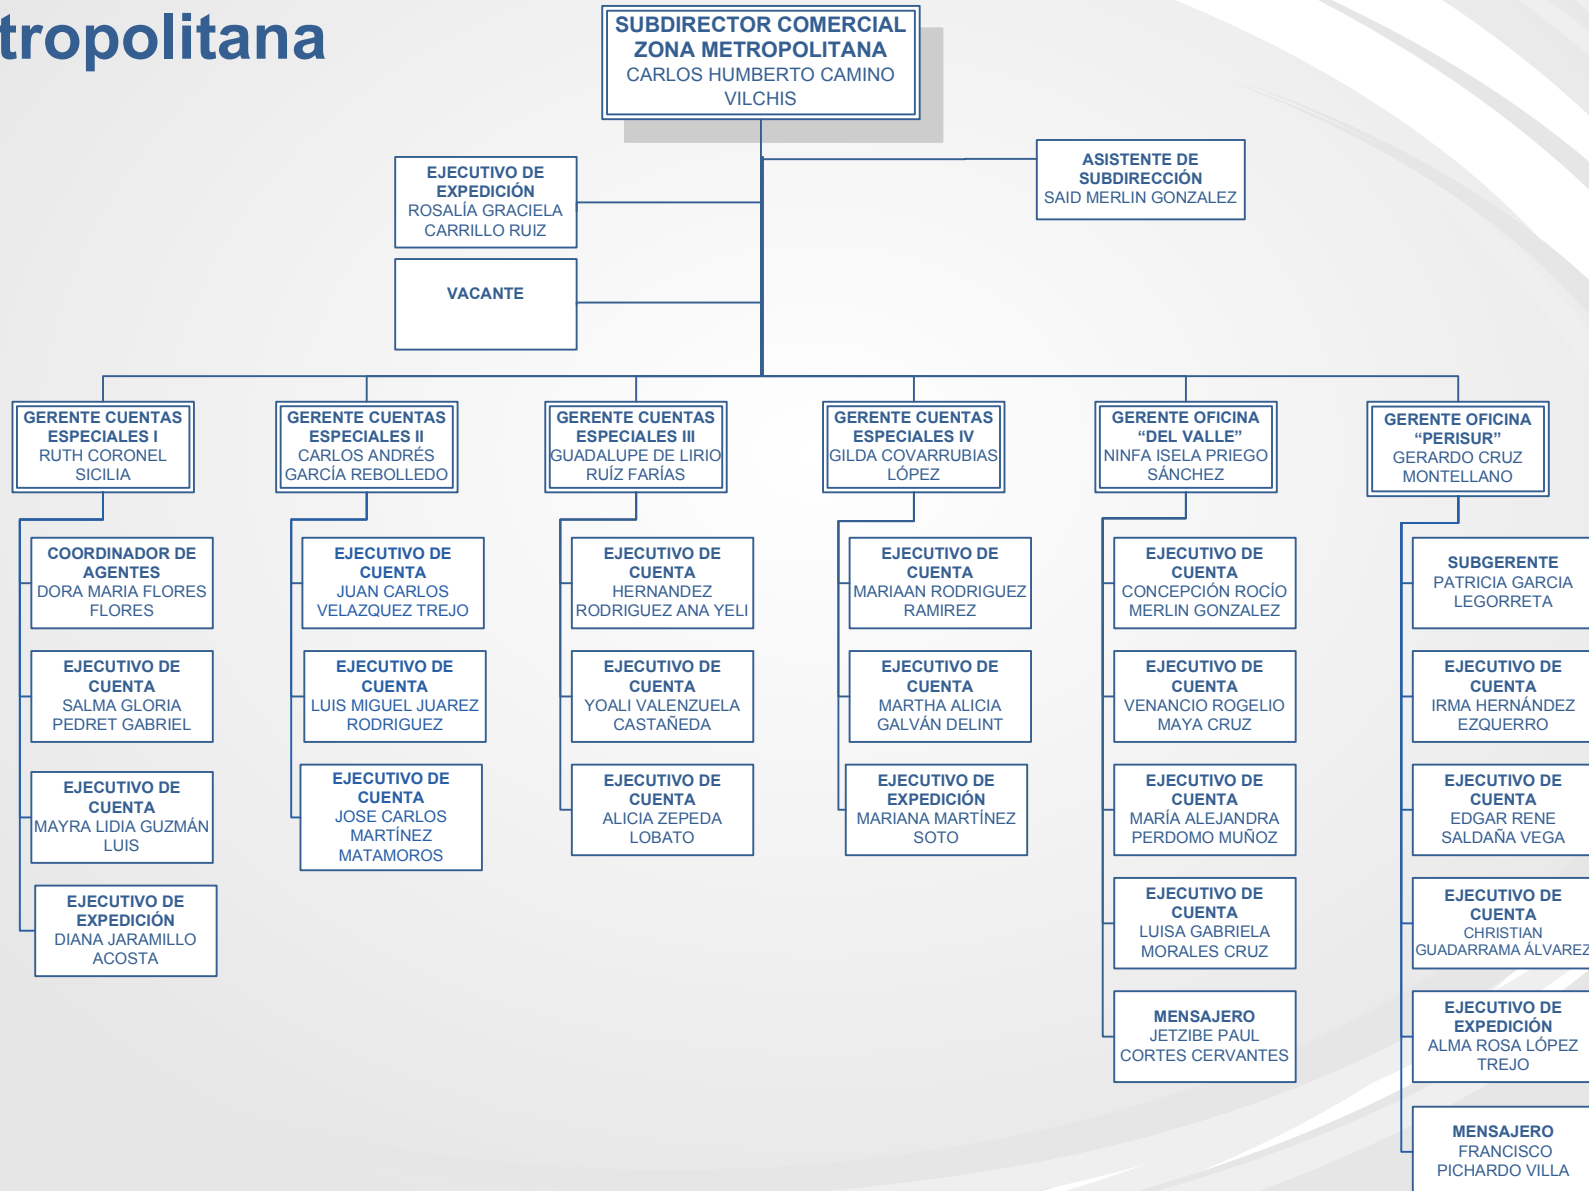 tropolitana
SUBDIRECTOR COMERCIAL
ZONA METROPOLITANA
CARLOS HUMBERTO CAMINO
VILCHIS
EJECUTIVO DE
EXPEDICIÓN
ROSALÍA GRACIELA
CARRILLO RUIZ
ASISTENTE DE
SUBDIRECCIÓN
SAID MERLIN GONZALEZ
VACANTE
GERENTE CUENTAS
ESPECIALES I
RUTH CORONEL
SICILIA
COORDINADOR DE
AGENTES
DORA MARIA FLORES
FLORES
EJECUTIVO DE
CUENTA
SALMA GLORIA
PEDRET GABRIEL
EJECUTIVO DE
CUENTA
MAYRA LIDIA GUZMÁN
LUIS
EJECUTIVO DE
EXPEDICIÓN
DIANA JARAMILLO
ACOSTA
GERENTE CUENTAS
ESPECIALES II
CARLOS ANDRÉS
GARCÍA REBOLLEDO
EJECUTIVO DE
CUENTA
JUAN CARLOS
VELAZQUEZ TREJO
EJECUTIVO DE
CUENTA
LUIS MIGUEL JUAREZ
RODRIGUEZ
EJECUTIVO DE
CUENTA
JOSE CARLOS
MARTÍNEZ
MATAMOROS
GERENTE CUENTAS
ESPECIALES III
GUADALUPE DE LIRIO
RUÍZ FARÍAS
EJECUTIVO DE
CUENTA
HERNANDEZ
RODRIGUEZ ANA YELI
EJECUTIVO DE
CUENTA
YOALI VALENZUELA
CASTAÑEDA
EJECUTIVO DE
CUENTA
ALICIA ZEPEDA
LOBATO
GERENTE CUENTAS
ESPECIALES IV
GILDA COVARRUBIAS
LÓPEZ
EJECUTIVO DE
CUENTA
MARIAAN RODRIGUEZ
RAMIREZ
EJECUTIVO DE
CUENTA
MARTHA ALICIA
GALVÁN DELINT
EJECUTIVO DE
EXPEDICIÓN
MARIANA MARTÍNEZ
SOTO
GERENTE OFICINA
“DEL VALLE”
NINFA ISELA PRIEGO
SÁNCHEZ
EJECUTIVO DE
CUENTA
CONCEPCIÓN ROCÍO
MERLIN GONZALEZ
EJECUTIVO DE
CUENTA
VENANCIO ROGELIO
MAYA CRUZ
EJECUTIVO DE
CUENTA
MARÍA ALEJANDRA
PERDOMO MUÑOZ
EJECUTIVO DE
CUENTA
LUISA GABRIELA
MORALES CRUZ
MENSAJERO
JETZIBE PAUL
CORTES CERVANTES
GERENTE OFICINA
“PERISUR”
GERARDO CRUZ
MONTELLANO
SUBGERENTE
PATRICIA GARCIA
LEGORRETA
EJECUTIVO DE
CUENTA
IRMA HERNÁNDEZ
EZQUERRO
EJECUTIVO DE
CUENTA
EDGAR RENE
SALDAÑA VEGA
EJECUTIVO DE
CUENTA
CHRISTIAN
GUADARRAMA ÁLVAREZ
EJECUTIVO DE
EXPEDICIÓN
ALMA ROSA LÓPEZ
TREJO
MENSAJERO
FRANCISCO
PICHARDO VILLA